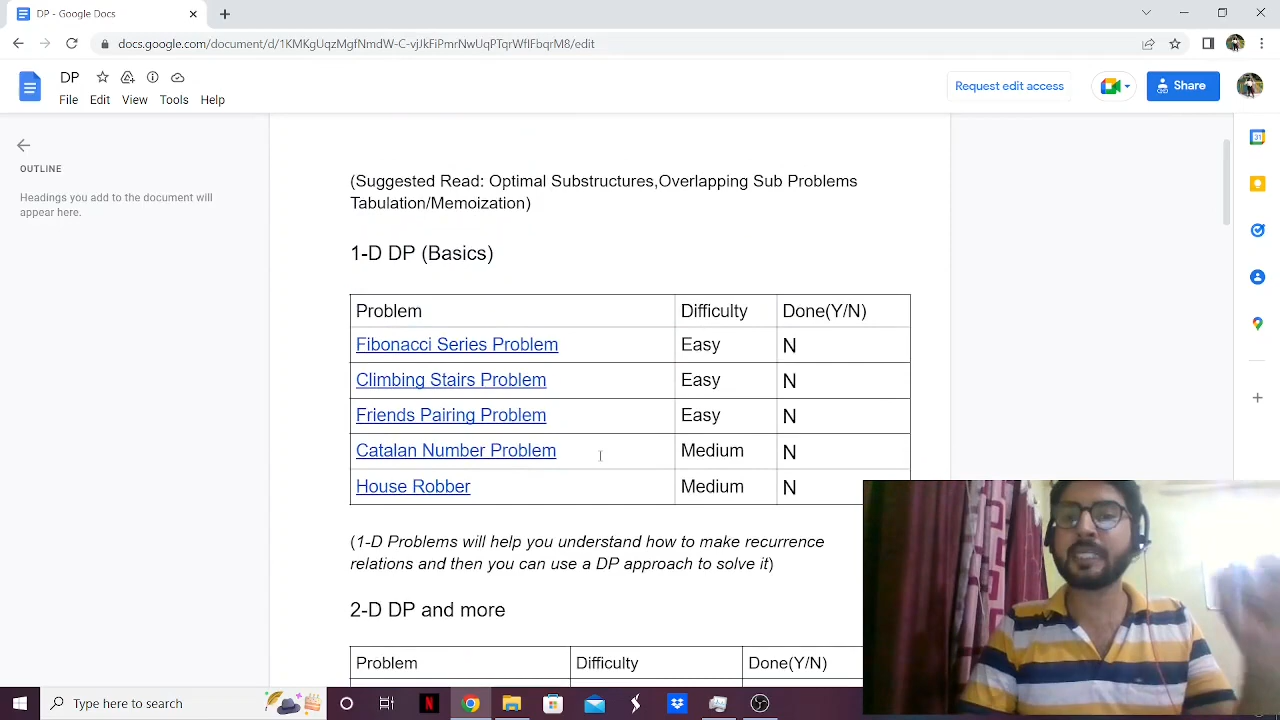 DP - Google Docs
docs.google.com/document/d/1KMKgUqzMgfNmdW-C-vjJkFiPmrNwUqPTqrWfIFbqrM8/edit
DP
File Edit View Tools Help
Request edit access
Share
OUTLINE
Headings you add to the document will
appear here.
(Suggested Read: Optimal Substructures,Overlapping Sub Problems
Tabulation/Memoization)
1-D DP (Basics)
Problem Difficulty Done(Y/N)
Fibonacci Series Problem Easy N
Climbing Stairs Problem Easy N
Friends Pairing Problem Easy N
Catalan Number Problem Medium N
House Robber Medium N
(1-D Problems will help you understand how to make recurrence
relations and then you can use a DP approach to solve it)
2-D DP and more
Problem Difficulty Done(Y/N)
Type here to search